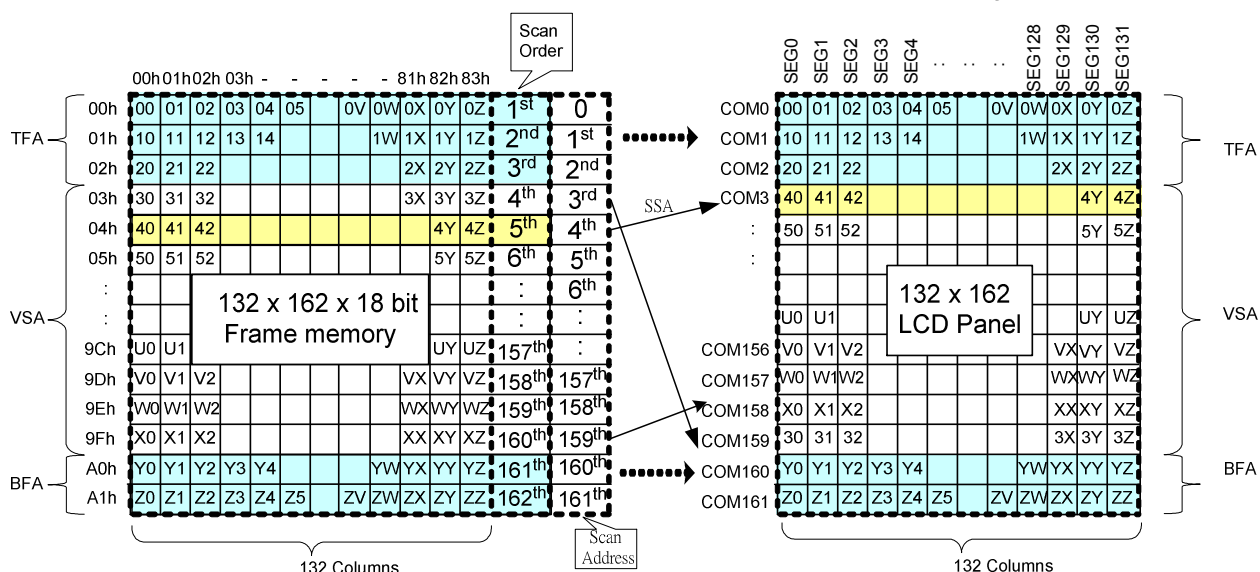 Scan
Order
00h 01h 02h 03h - - - - - 81h 82h 83h
SEG0 SEG1 SEG2 SEG3 SEG4 .. .. SEG128 SEG129 SEG130 SEG131
00h 00 01 02 03 04 05 0V 0W 0X 0Y 0Z 1st 0
01h 10 11 12 13 14 1W 1X 1Y 1Z 2nd 1st
02h 20 21 22 2X 2Y 2Z 3rd 2nd
03h 30 31 32 3X 3Y 3Z 4th 3rd
04h 40 41 42 4Y 4Z 5th 4th
05h 50 51 52 5Y 5Z 6th 5th
: : 6th
: : :
9Ch U0 U1 UY UZ 157th :
9Dh V0 V1 V2 VX VY VZ 158th 157th
9Eh W0 W1 W2 WX WY WZ 159th 158th
9Fh X0 X1 X2 XX XY XZ 160th 159th
A0h Y0 Y1 Y2 Y3 Y4 YW YX YY YZ 161th 160th
A1h Z0 Z1 Z2 Z3 Z4 Z5 ZV ZW ZX ZY ZZ 162th 161th
TFA
VSA
BFA
132 x 162 x 18 bit
Frame memory
Scan
Address
132 Columns
SSA
COM0 00 01 02 03 04 05 0V 0W 0X 0Y 0Z
COM1 10 11 12 13 14 1W 1X 1Y 1Z
COM2 20 21 22 2X 2Y 2Z
COM3 40 41 42 4Y 4Z
: 50 51 52 5Y 5Z
:
U0 U1 UY UZ
COM156 V0 V1 V2 VX VY VZ
COM157 W0 W1 W2 WX WY WZ
COM158 X0 X1 X2 XX XY XZ
COM159 30 31 32 3X 3Y 3Z
COM160 Y0 Y1 Y2 Y3 Y4 YW YX YY YZ
COM161 Z0 Z1 Z2 Z3 Z4 Z5 ZV ZW ZX ZY ZZ
132 x 162
LCD Panel
TFA
VSA
BFA
132 Columns